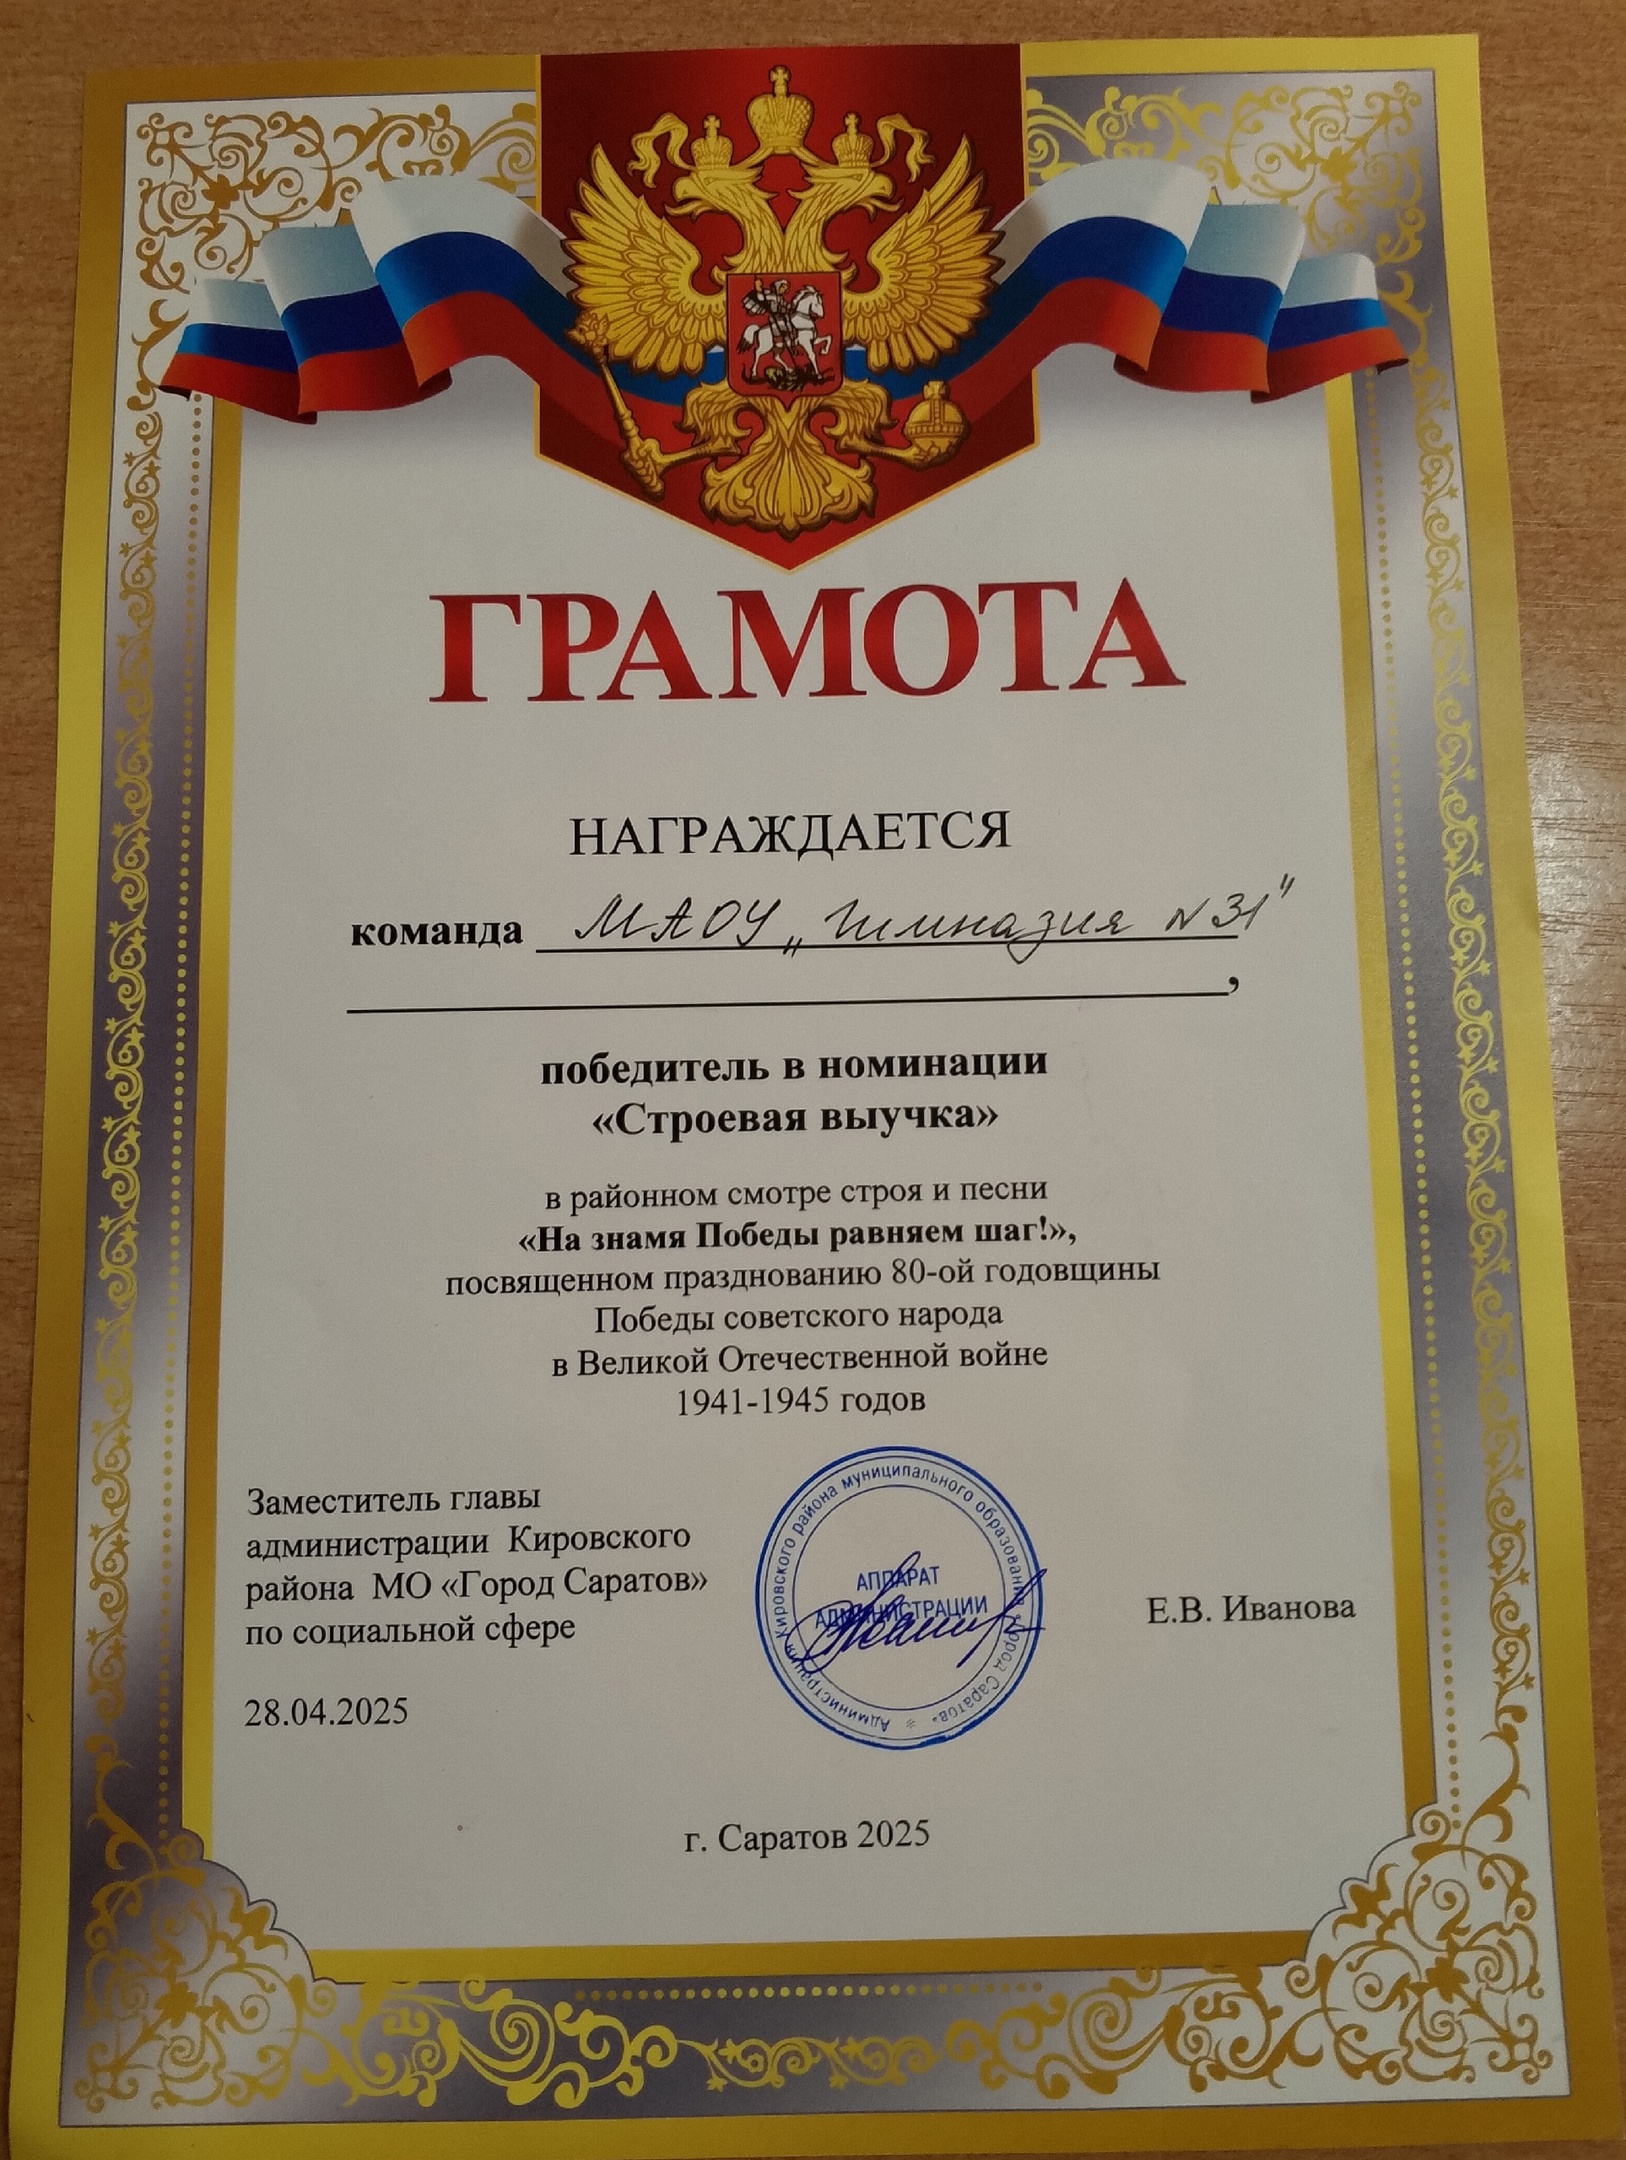 ГРАМОТА
НАГРАЖДАЕТСЯ
команда МАОУ „Гимназия №31"
,
победитель в номинации
«Строевая выучка»
в районном смотре строя и песни
«На знамя Победы равняем шаг!»,
посвященном празднованию 80-ой годовщины
Победы советского народа
в Великой Отечественной войне
1941-1945 годов
Заместитель главы
администрации Кировского
района МО «Город Саратов»
по социальной сфере
Администрация Кировского района муниципального образования «Город Саратов»
АППАРАТ
АДМИНИСТРАЦИИ
Е.В. Иванова
28.04.2025
г. Саратов 2025